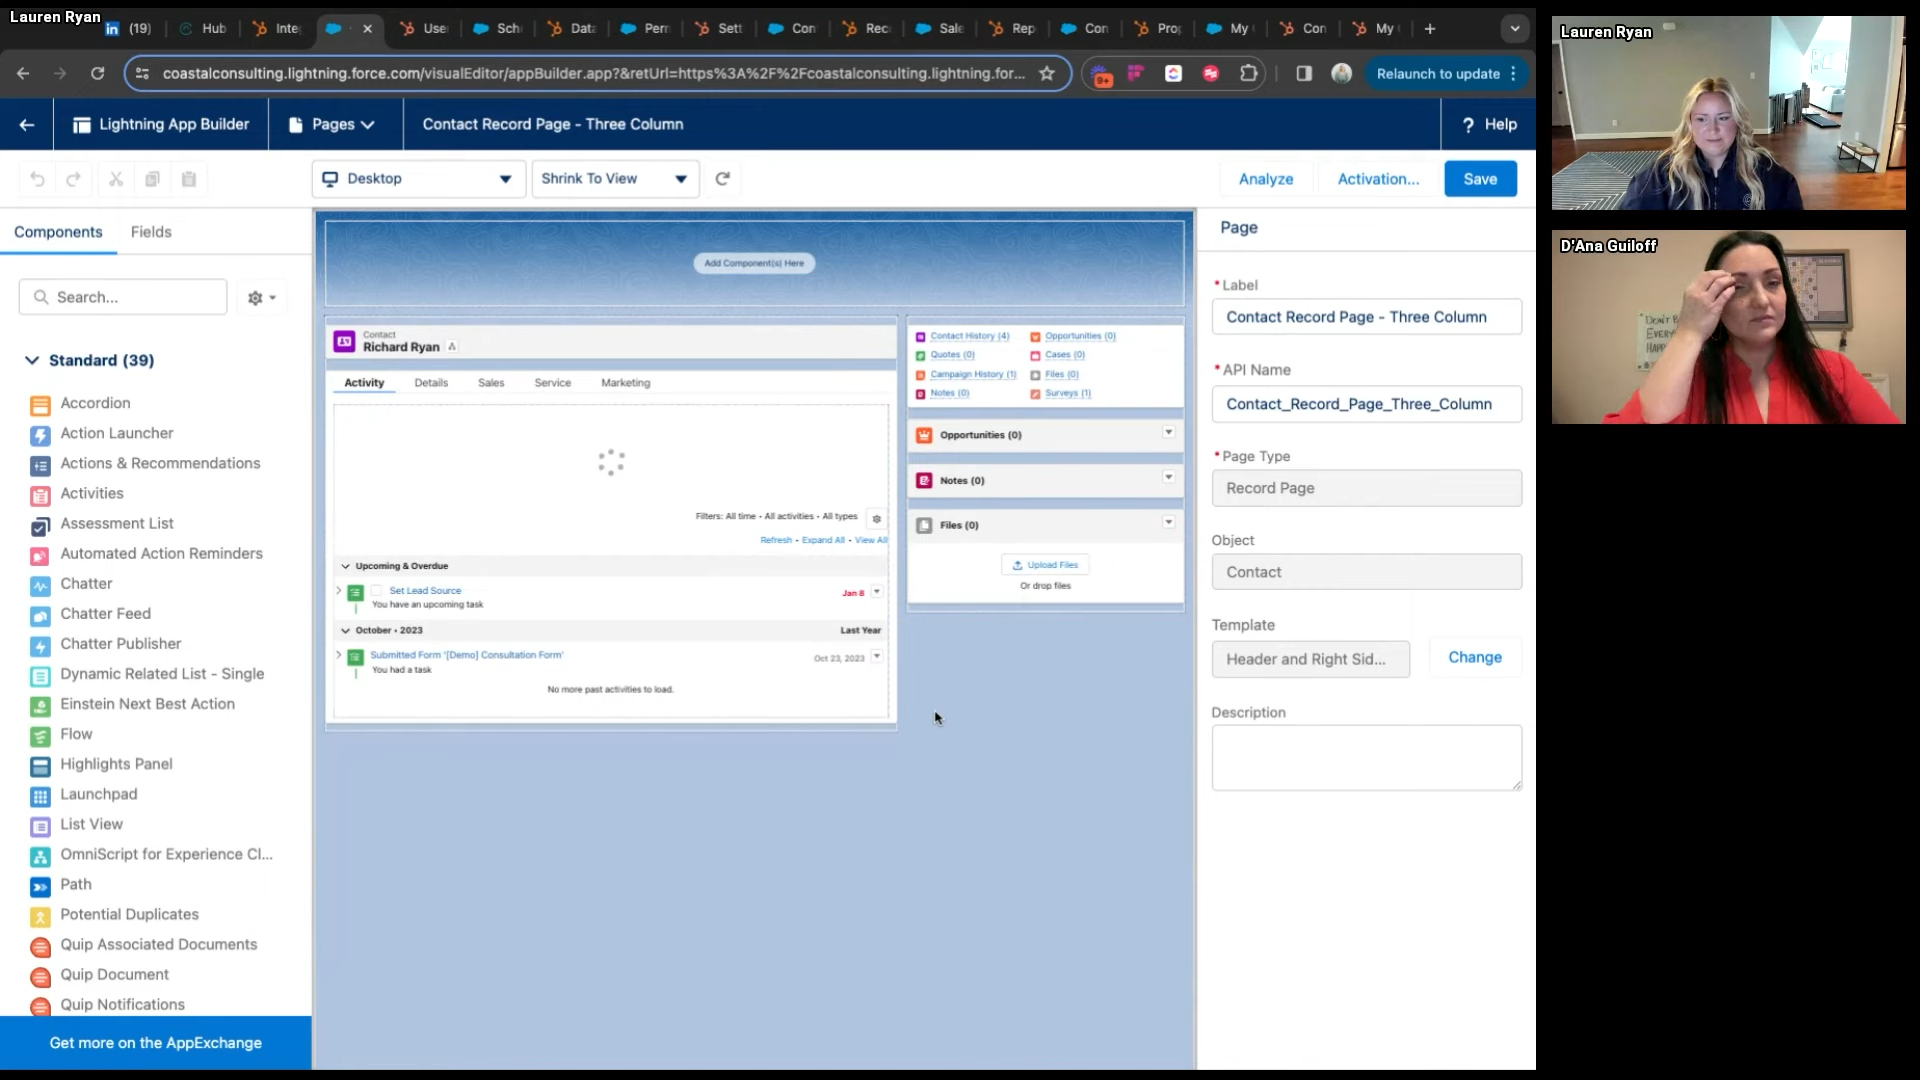 Lauren Ryan
(19)
Hub
Inte
Use
Sch
Data
Perm
Sett
Con
Rec
Sale
Rep
Con
Prop
My
Con
My
coastalconsulting.lightning.force.com/visualEditor/appBuilder.app?&retUrl=https%3A%2F%2Fcoastalconsulting.lightning.for...
9+
Relaunch to update
Lightning App Builder
Pages
Contact Record Page - Three Column
? Help
Desktop
Shrink To View
Analyze
Activation...
Save
Components
Fields
Search...
Standard (39)
Accordion
Action Launcher
Actions & Recommendations
Activities
Assessment List
Automated Action Reminders
Chatter
Chatter Feed
Chatter Publisher
Dynamic Related List - Single
Einstein Next Best Action
Flow
Highlights Panel
Launchpad
List View
OmniScript for Experience Cl...
Path
Potential Duplicates
Quip Associated Documents
Quip Document
Quip Notifications
Get more on the AppExchange
Add Component(s) Here
Contact
Richard Ryan
Activity
Details
Sales
Service
Marketing
Filters: All time • All activities • All types
Refresh • Expand All • View All
Upcoming & Overdue
Set Lead Source
Jan 8
You have an upcoming task
October • 2023
Last Year
Submitted Form '[Demo] Consultation Form'
Oct 23, 2023
You had a task
No more past activities to load.
Contact History (4)
Opportunities (0)
Quotes (0)
Cases (0)
Campaign History (1)
Files (0)
Notes (0)
Surveys (1)
Opportunities (0)
Notes (0)
Files (0)
Upload Files
Or drop files
Page
* Label
Contact Record Page - Three Column
* API Name
Contact_Record_Page_Three_Column
* Page Type
Record Page
Object
Contact
Template
Header and Right Sid...
Change
Description
Lauren Ryan
D'Ana Guiloff